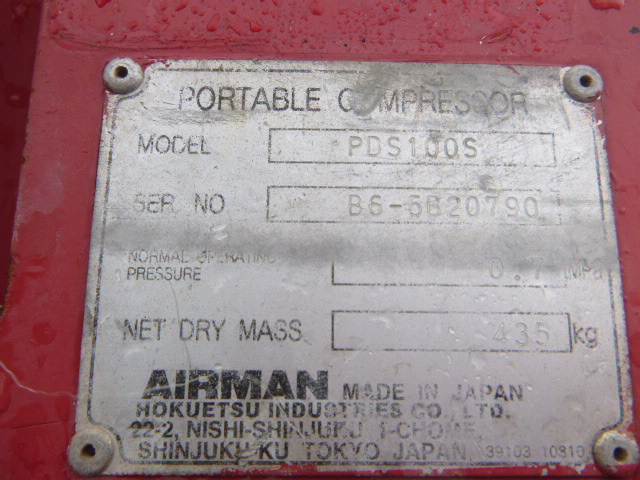 PORTABLE COMPRESSOR
MODEL PDS100S
SER NO B6-5B20790
NORMAL OPERATING
PRESSURE 0.7 MPa
NET DRY MASS 435 kg
AIRMAN MADE IN JAPAN
HOKUETSU INDUSTRIES CO., LTD.
22-2, NISHI-SHINJUKU 1-CHOME,
SHINJUKU-KU TOKYO JAPAN 39103 10810